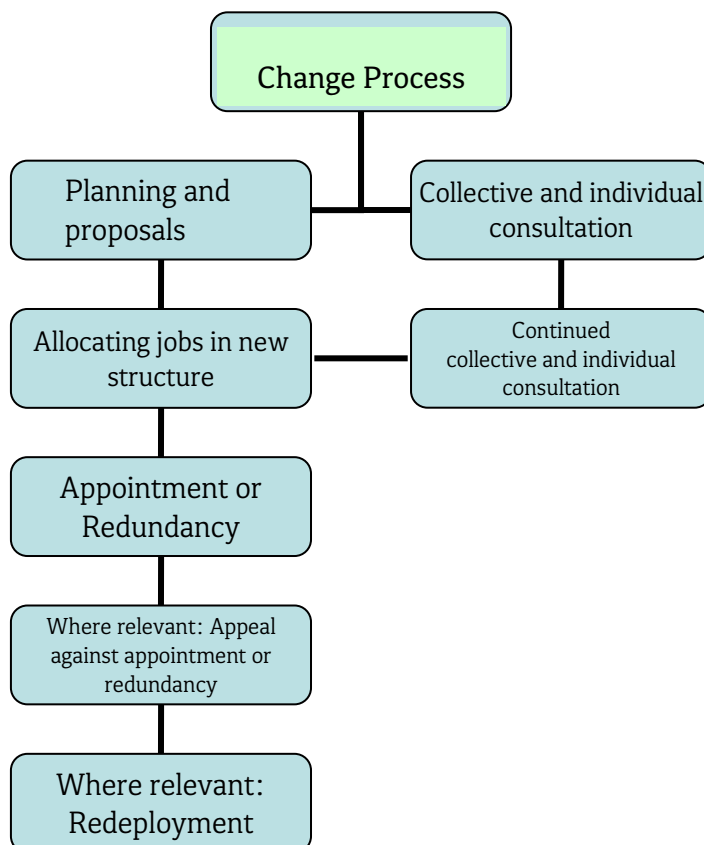 Change Process
Planning and
proposals
Collective and individual
consultation
Allocating jobs in new
structure
Continued
collective and individual
consultation
Appointment or
Redundancy
Where relevant: Appeal
against appointment or
redundancy
Where relevant:
Redeployment